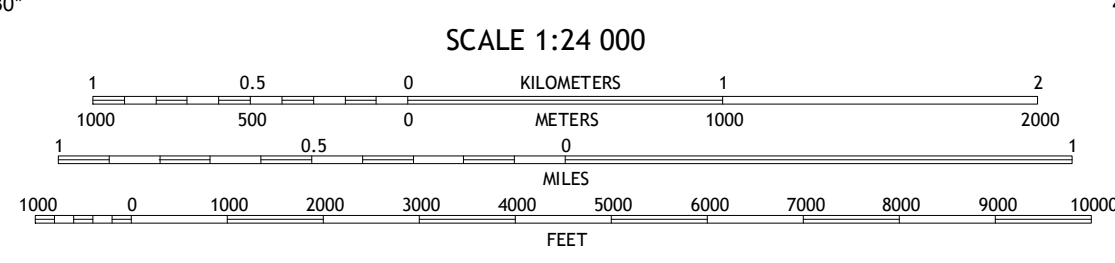 SCALE 1:24 000
1 0.5 0 KILOMETERS 1 2
1000 500 0 METERS 1000 2000
1 0.5 0 1
MILES
1000 0 1000 2000 3000 4000 5000 6000 7000 8000 9000 10000
FEET